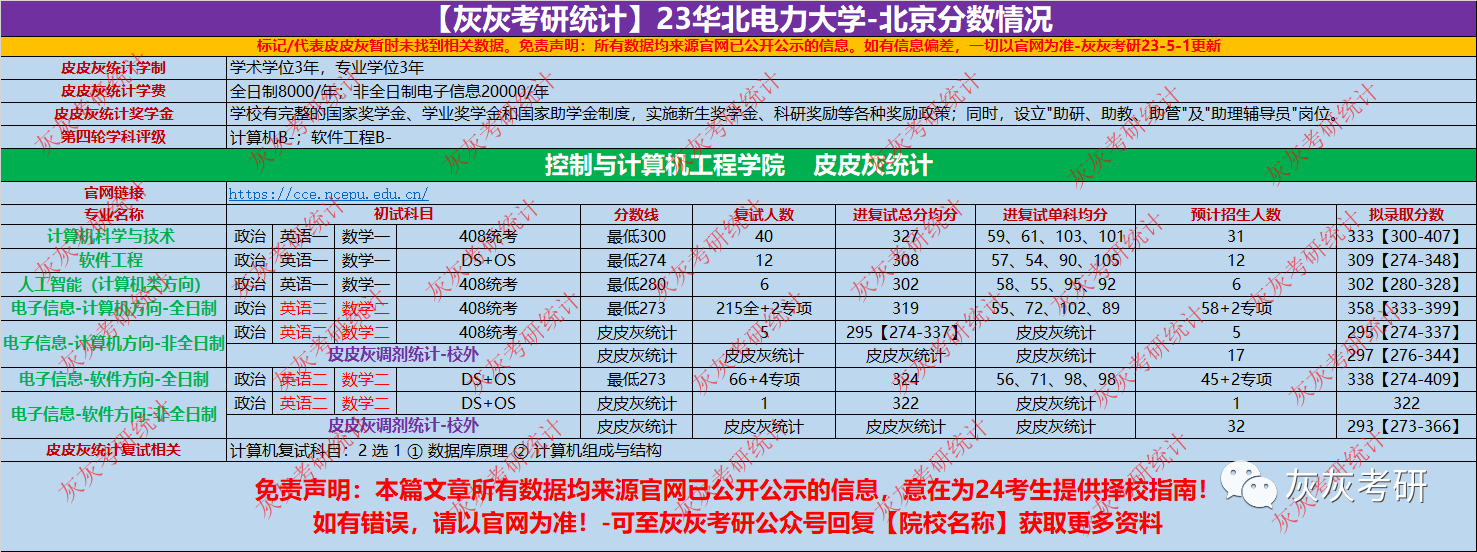 【灰灰考研统计】23华北电力大学-北京分数情况
标记/代表皮皮灰暂时未找到相关数据。免责声明：所有数据均来源官网已公开公示的信息。如有信息偏差，一切以官网为准-灰灰考研23-5-1更新
皮皮灰统计学制 学术学位3年，专业学位3年
皮皮灰统计学费 全日制8000/年；非全日制电子信息20000/年
皮皮灰统计奖学金 学校有完整的国家奖学金、学业奖学金和国家助学金制度，实施新生奖学金、科研奖励等各种奖励政策；同时，设立"助研、助教、助管"及"助理辅导员"岗位。
第四轮学科评级 计算机B-；软件工程B-
控制与计算机工程学院 皮皮灰统计
官网链接 https://cce.ncepu.edu.cn/
专业名称 初试科目 分数线 复试人数 进复试总分均分 进复试单科均分 预计招生人数 拟录取分数
计算机科学与技术 政治 英语一 数学一 408统考 最低300 40 327 59、61、103、101 31 333【300-407】
软件工程 政治 英语一 数学一 DS+OS 最低274 12 308 57、54、90、105 12 309【274-348】
人工智能（计算机类方向） 政治 英语一 数学一 408统考 最低280 6 302 58、55、95、92 6 302【280-328】
电子信息-计算机方向-全日制 政治 英语二 数学二 408统考 最低273 215全+2专项 319 55、72、102、89 58+2专项 358【333-399】
电子信息-计算机方向-非全日制 政治 英语二 数学二 408统考 皮皮灰统计 5 295【274-337】 皮皮灰统计 5 295【274-337】
皮皮灰调剂统计-校外 皮皮灰统计 皮皮灰统计 皮皮灰统计 皮皮灰统计 17 297【276-344】
电子信息-软件方向-全日制 政治 英语二 数学二 DS+OS 最低273 66+4专项 324 56、71、98、98 45+2专项 338【274-409】
电子信息-软件方向-非全日制 政治 英语二 数学二 DS+OS 皮皮灰统计 1 322 皮皮灰统计 1 322
皮皮灰调剂统计-校外 皮皮灰统计 皮皮灰统计 皮皮灰统计 皮皮灰统计 32 293【273-366】
皮皮灰统计复试相关 计算机复试科目：2 选 1 ① 数据库原理 ② 计算机组成与结构
免责声明：本篇文章所有数据均来源官网已公开公示的信息，意在为24考生提供择校指南！
如有错误，请以官网为准！-可至灰灰考研公众号回复【院校名称】获取更多资料
灰灰考研